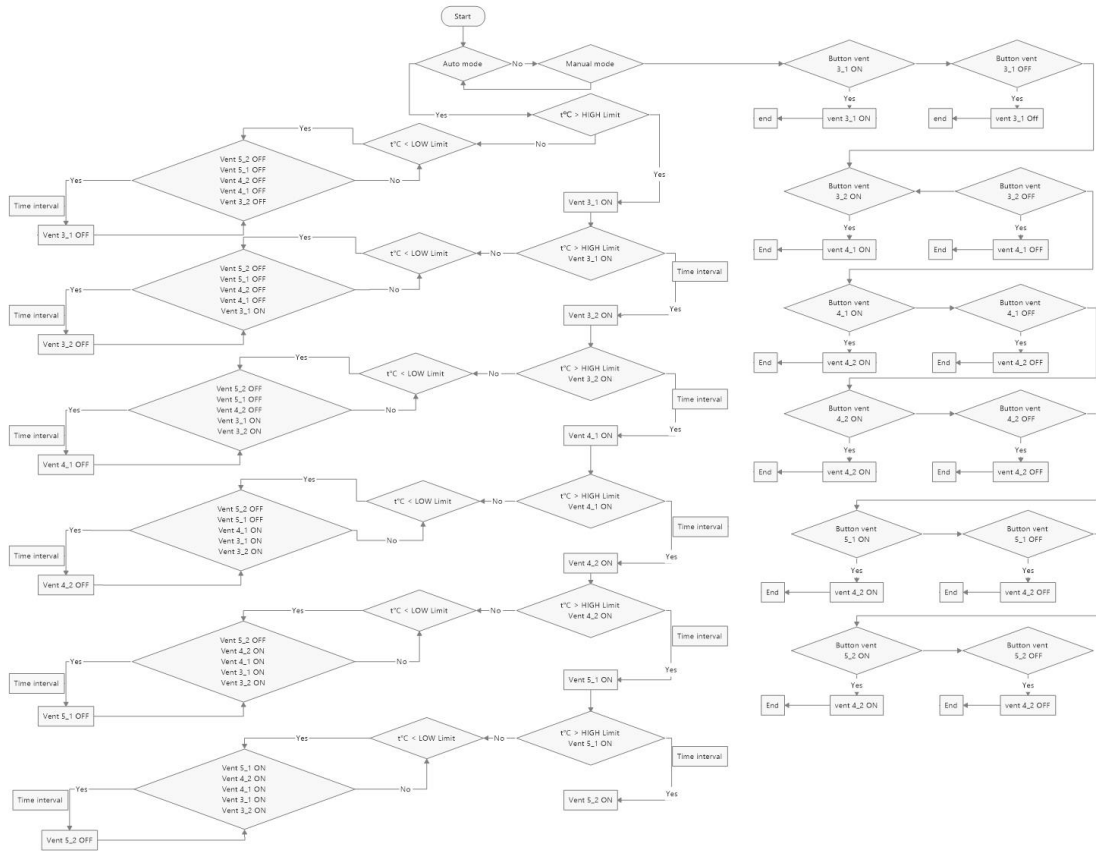 Start
Auto mode
No
Manual mode
Button vent
3_1 ON
Button vent
3_1 OFF
Yes
Yes
end
vent 3_1 ON
end
vent 3_1 Off
Yes
t°C > HIGH Limit
Yes
t°C < LOW Limit
No
Vent 5_2 OFF
Vent 5_1 OFF
Vent 4_2 OFF
Vent 4_1 OFF
Vent 3_2 OFF
Yes
No
Yes
Time interval
Vent 3_1 OFF
Vent 3_1 ON
Button vent
3_2 ON
Button vent
3_2 OFF
Yes
Yes
End
vent 4_1 ON
End
vent 4_1 OFF
Yes
t°C < LOW Limit
No
t°C > HIGH Limit
Vent 3_1 ON
Time interval
Vent 5_2 OFF
Vent 5_1 OFF
Vent 4_2 OFF
Vent 4_1 OFF
Vent 3_1 ON
Yes
No
Time interval
Vent 3_2 OFF
Yes
Vent 3_2 ON
Button vent
4_1 ON
Button vent
4_1 OFF
Yes
Yes
End
vent 4_2 ON
End
vent 4_2 OFF
Yes
t°C < LOW Limit
No
t°C > HIGH Limit
Vent 3_2 ON
Time interval
Vent 5_2 OFF
Vent 5_1 OFF
Vent 4_2 OFF
Vent 3_1 ON
Vent 3_2 ON
Yes
No
Time interval
Vent 4_1 OFF
Yes
Vent 4_1 ON
Button vent
4_2 ON
Button vent
4_2 OFF
Yes
Yes
End
vent 4_2 ON
End
vent 4_2 OFF
Yes
t°C < LOW Limit
No
t°C > HIGH Limit
Vent 4_1 ON
Time interval
Vent 5_2 OFF
Vent 5_1 OFF
Vent 4_1 ON
Vent 3_1 ON
Vent 3_2 ON
Yes
No
Time interval
Vent 4_2 OFF
Yes
Vent 4_2 ON
Button vent
5_1 ON
Button vent
5_1 OFF
Yes
Yes
End
vent 4_2 ON
End
vent 4_2 OFF
Yes
t°C < LOW Limit
No
t°C > HIGH Limit
Vent 4_2 ON
Time interval
Vent 5_2 OFF
Vent 4_2 ON
Vent 4_1 ON
Vent 3_1 ON
Vent 3_2 ON
Yes
No
Time interval
Vent 5_1 OFF
Yes
Vent 5_1 ON
Button vent
5_2 ON
Button vent
5_2 OFF
Yes
Yes
End
vent 4_2 ON
End
vent 4_2 OFF
Yes
t°C < LOW Limit
No
t°C > HIGH Limit
Vent 5_1 ON
Time interval
Vent 5_1 ON
Vent 4_2 ON
Vent 4_1 ON
Vent 3_1 ON
Vent 3_2 ON
Yes
No
Time interval
Vent 5_2 OFF
Yes
Vent 5_2 ON